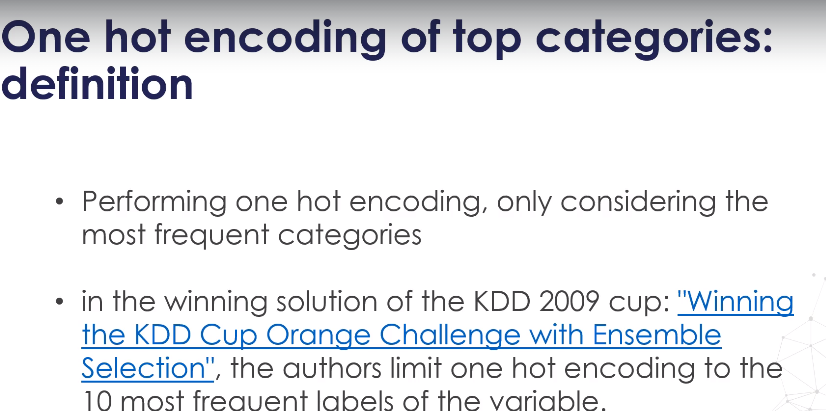 One hot encoding of top categories:
definition
• Performing one hot encoding, only considering the
most frequent categories
• in the winning solution of the KDD 2009 cup: "Winning
the KDD Cup Orange Challenge with Ensemble
Selection", the authors limit one hot encoding to the
10 most frequent labels of the variable.